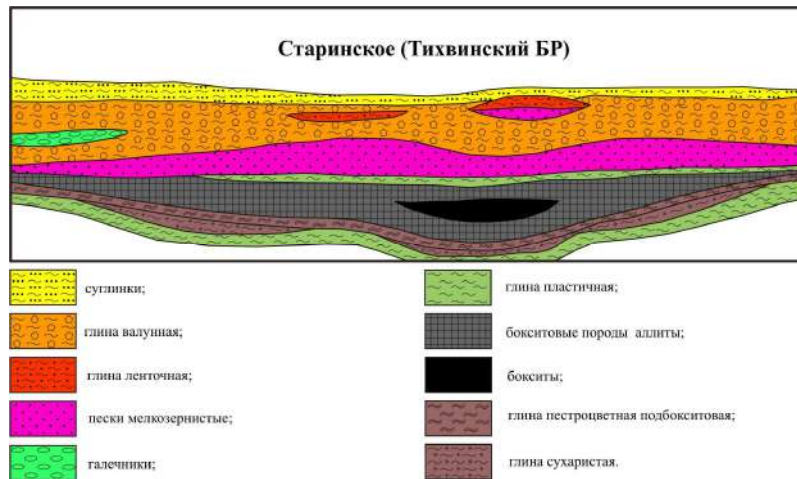 Старинское (Тихвинский БР)
суглинки;
глина валунная;
глина ленточная;
пески мелкозернистые;
галечники;
глина пластичная;
бокситовые породы аллиты;
бокситы;
глина пестроцветная подбокситовая;
глина сухаристая.